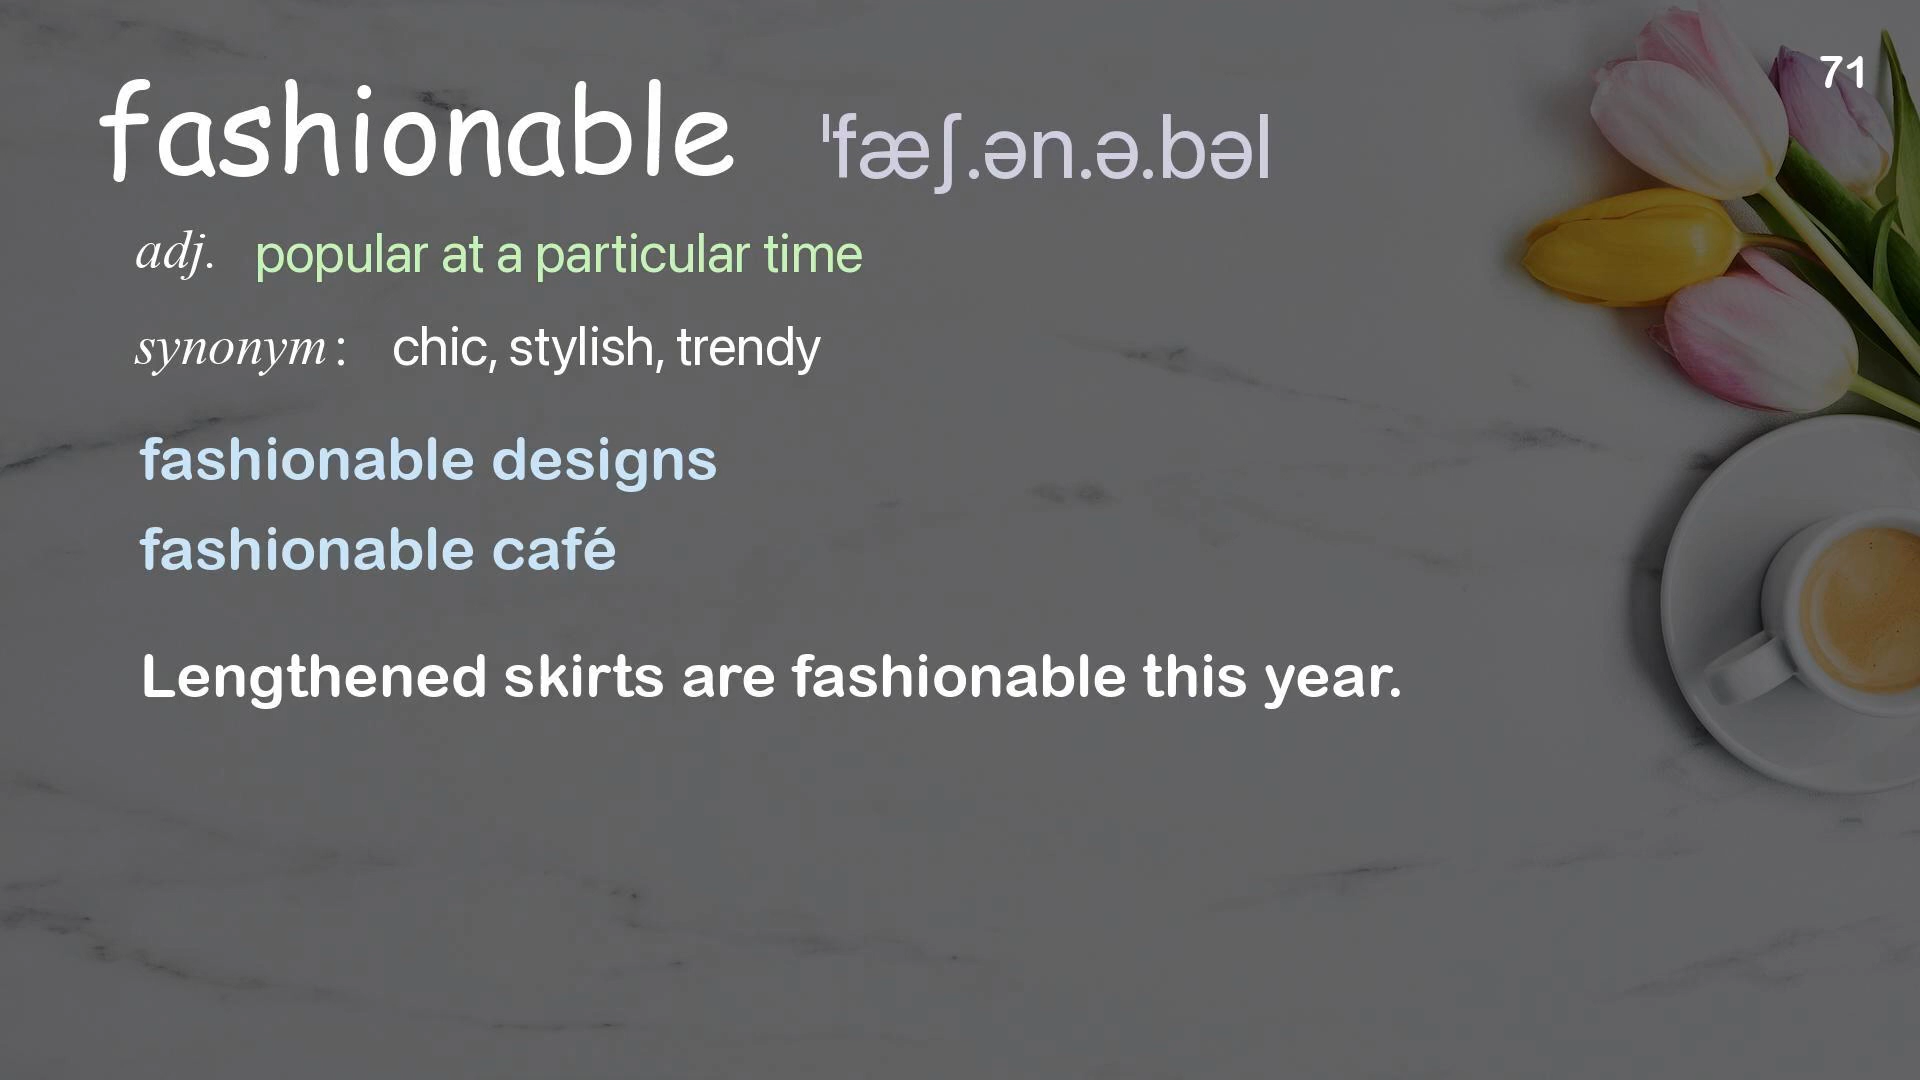 71
fashionable ˈfæʃ.ən.ə.bəl
adj. popular at a particular time
synonym: chic, stylish, trendy
fashionable designs
fashionable café
Lengthened skirts are fashionable this year.